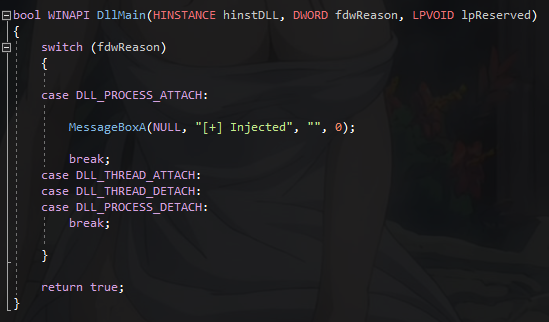 bool WINAPI DllMain(HINSTANCE hinstDLL, DWORD fdwReason, LPVOID lpReserved)
{
switch (fdwReason)
{
case DLL_PROCESS_ATTACH:
MessageBoxA(NULL, "[+] Injected", "", 0);
break;
case DLL_THREAD_ATTACH:
case DLL_THREAD_DETACH:
case DLL_PROCESS_DETACH:
break;
}
return true;
}